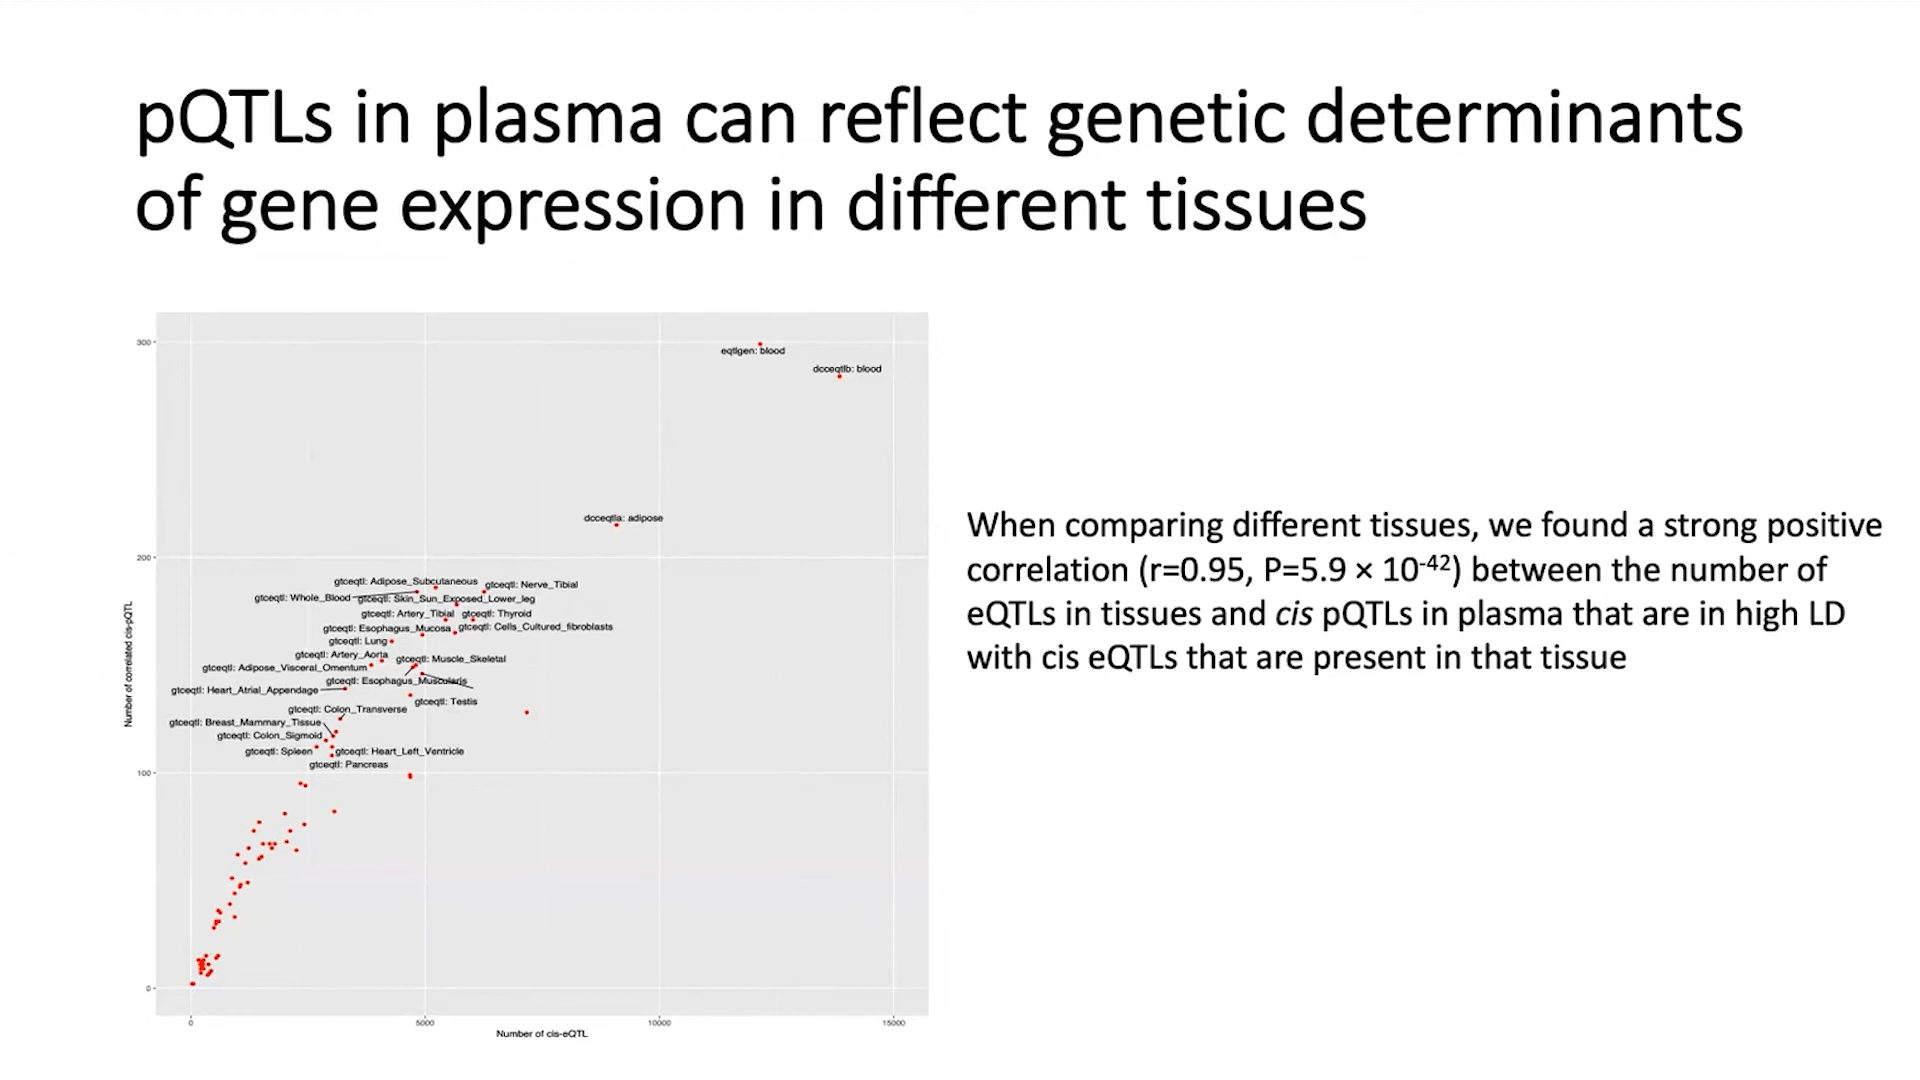 pQTLs in plasma can reflect genetic determinants
of gene expression in different tissues
300
eqtlgen: blood
dcceqtlb: blood
dcceqtla: adipose
200
gtceqtl: Adipose_Subcutaneous
gtceqtl: Nerve_Tibial
gtceqtl: Whole_Blood
gtceqtl: Skin_Sun_Exposed_Lower_leg
gtceqtl: Artery_Tibial
gtceqtl: Thyroid
gtceqtl: Esophagus_Mucosa
gtceqtl: Cells_Cultured_fibroblasts
gtceqtl: Lung
gtceqtl: Artery_Aorta
gtceqtl: Muscle_Skeletal
gtceqtl: Adipose_Visceral_Omentum
gtceqtl: Esophagus_Muscularis
gtceqtl: Heart_Atrial_Appendage
gtceqtl: Testis
gtceqtl: Colon_Transverse
gtceqtl: Breast_Mammary_Tissue
gtceqtl: Colon_Sigmoid
gtceqtl: Spleen
gtceqtl: Heart_Left_Ventricle
gtceqtl: Pancreas
100
0
Number of correlated cis-pQTL
0
5000
10000
15000
Number of cis-eQTL
When comparing different tissues, we found a strong positive
correlation (r=0.95, P=5.9 × 10-42) between the number of
eQTLs in tissues and cis pQTLs in plasma that are in high LD
with cis eQTLs that are present in that tissue